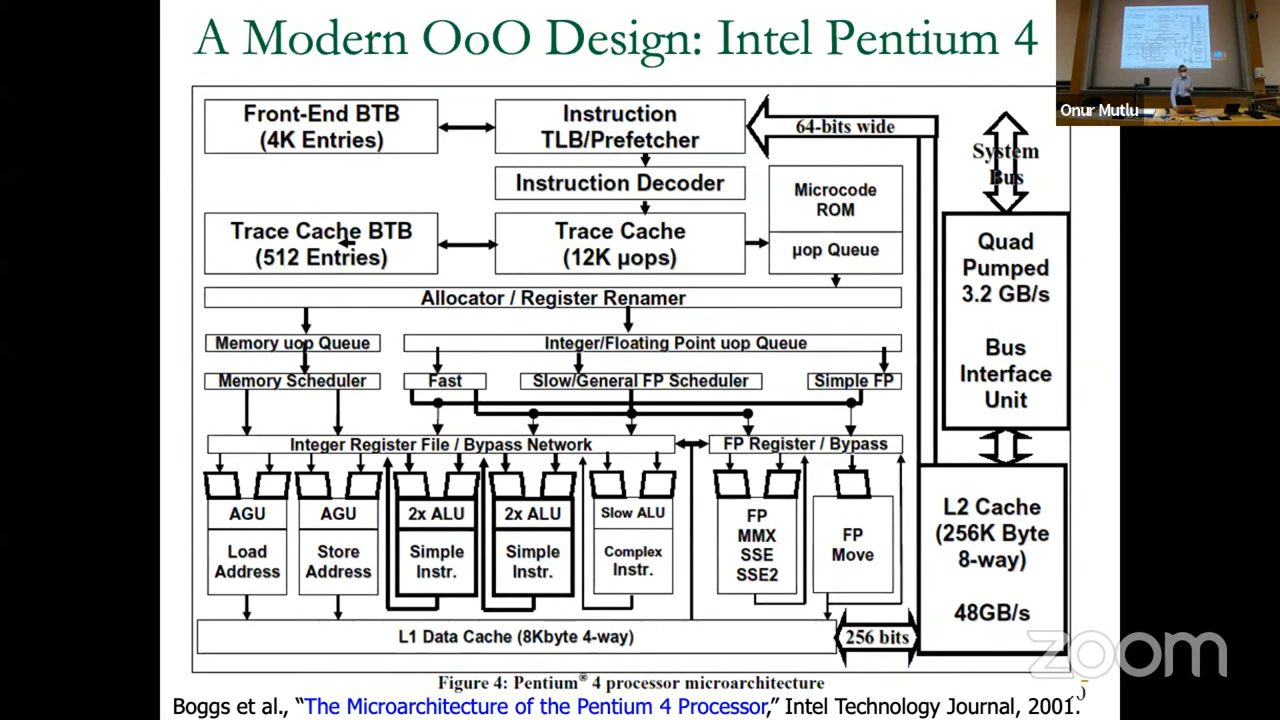 A Modern OoO Design: Intel Pentium 4
Onur Mutlu
Front-End BTB
(4K Entries)
Instruction
TLB/Prefetcher
64-bits wide
System
Bus
Instruction Decoder
Microcode
ROM
Trace Cache BTB
(512 Entries)
Trace Cache
(12K µops)
µop Queue
Quad
Pumped
3.2 GB/s
Bus
Interface
Unit
Allocator / Register Renamer
Memory uop Queue
Integer/Floating Point uop Queue
Memory Scheduler
Fast
Slow/General FP Scheduler
Simple FP
Integer Register File / Bypass Network
FP Register / Bypass
AGU
Load
Address
AGU
Store
Address
2x ALU
Simple
Instr.
2x ALU
Simple
Instr.
Slow ALU
Complex
Instr.
FP
MMX
SSE
SSE2
FP
Move
L2 Cache
(256K Byte
8-way)
48GB/s
L1 Data Cache (8Kbyte 4-way)
256 bits
zoom
Figure 4: Pentium® 4 processor microarchitecture
Boggs et al., “The Microarchitecture of the Pentium 4 Processor,” Intel Technology Journal, 2001.